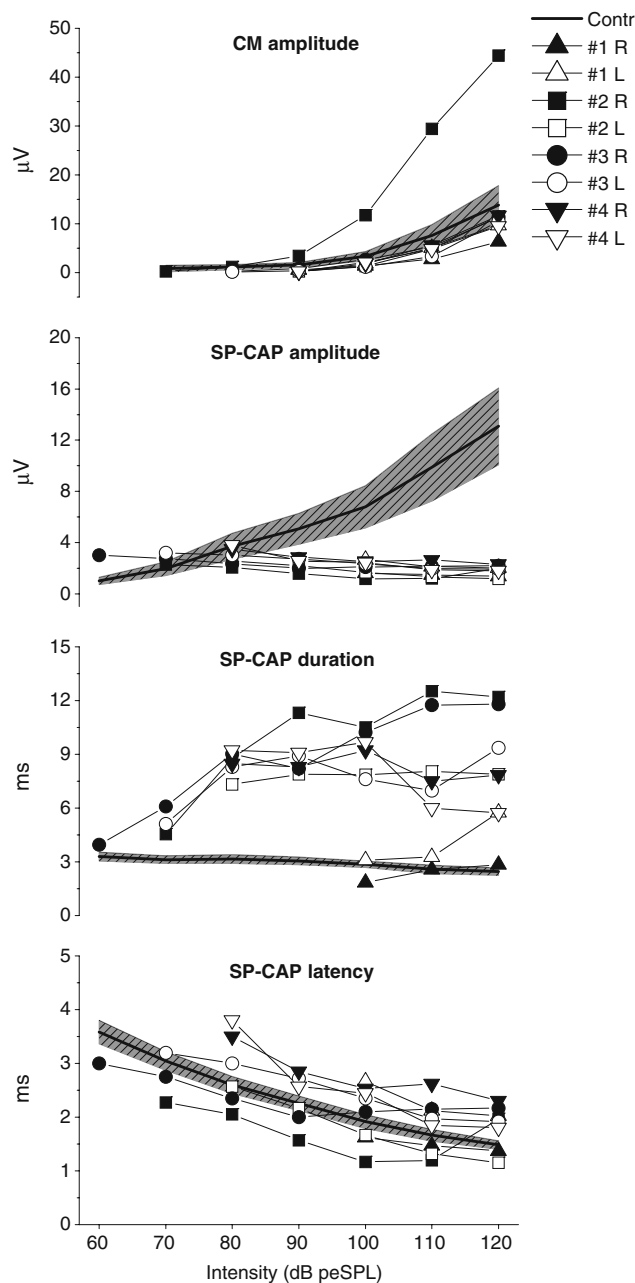 CM amplitude
50
40
30
20
10
0
µV
Contr
#1 R
#1 L
#2 R
#2 L
#3 R
#3 L
#4 R
#4 L
SP-CAP amplitude
20
16
12
8
4
0
µV
SP-CAP duration
15
12
9
6
3
0
ms
SP-CAP latency
5
4
3
2
1
0
ms
60 70 80 90 100 110 120
Intensity (dB peSPL)